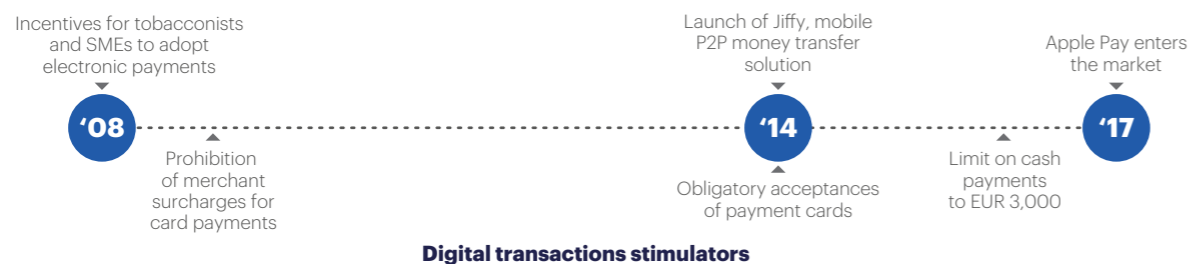 Incentives for tobacconists
and SMEs to adopt
electronic payments
Launch of Jiffy, mobile
P2P money transfer
solution
Apple Pay enters
the market
‘08
‘14
‘17
Prohibition
of merchant
surcharges for
card payments
Obligatory acceptances
of payment cards
Limit on cash
payments
to EUR 3,000
Digital transactions stimulators